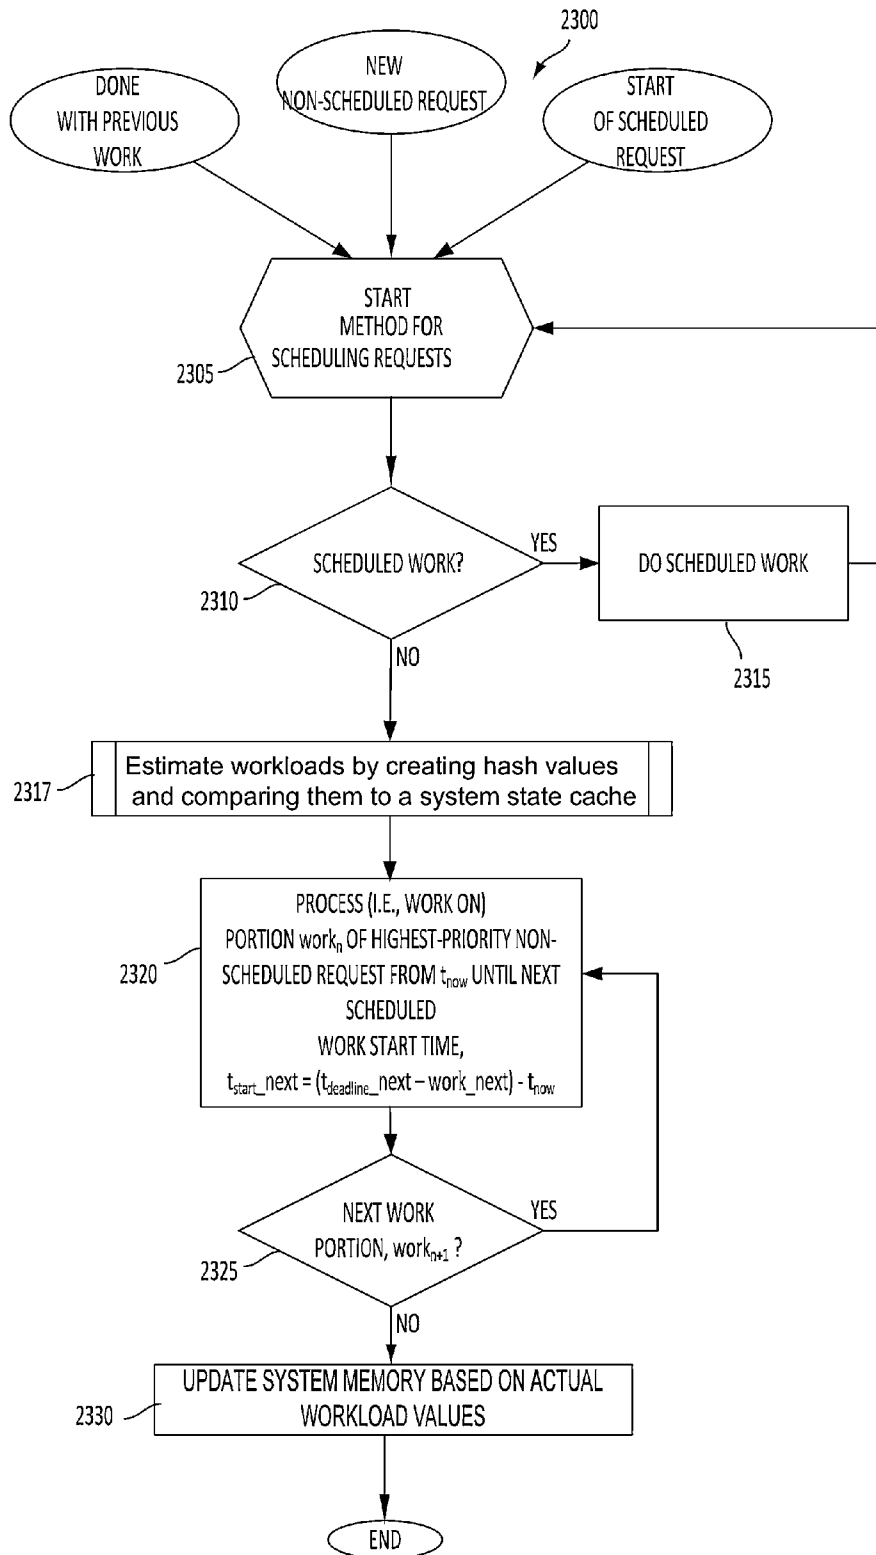 2300
DONE
WITH PREVIOUS
WORK
NEW
NON-SCHEDULED REQUEST
START
OF SCHEDULED
REQUEST
START
METHOD FOR
SCHEDULING REQUESTS
2305
SCHEDULED WORK?
YES
DO SCHEDULED WORK
2310
NO
2315
Estimate workloads by creating hash values
and comparing them to a system state cache
2317
PROCESS (I.E., WORK ON)
PORTION workn OF HIGHEST-PRIORITY NON-
SCHEDULED REQUEST FROM tnow UNTIL NEXT
SCHEDULED
WORK START TIME,
tstart_next = (tdeadline_next – work_next) - tnow
2320
NEXT WORK
PORTION, workn+1 ?
YES
2325
NO
UPDATE SYSTEM MEMORY BASED ON ACTUAL
WORKLOAD VALUES
2330
END